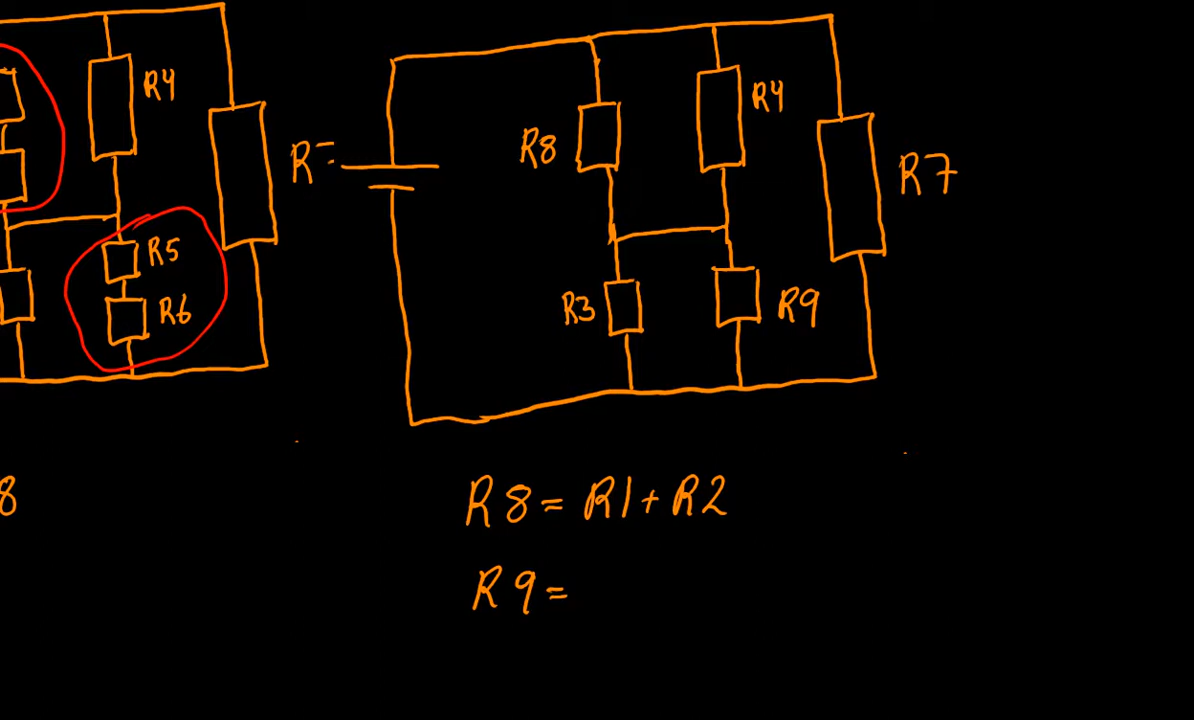 R4
R5
R6
R8
R4
R7
R3
R9
8
R8 = R1 + R2
R9 =